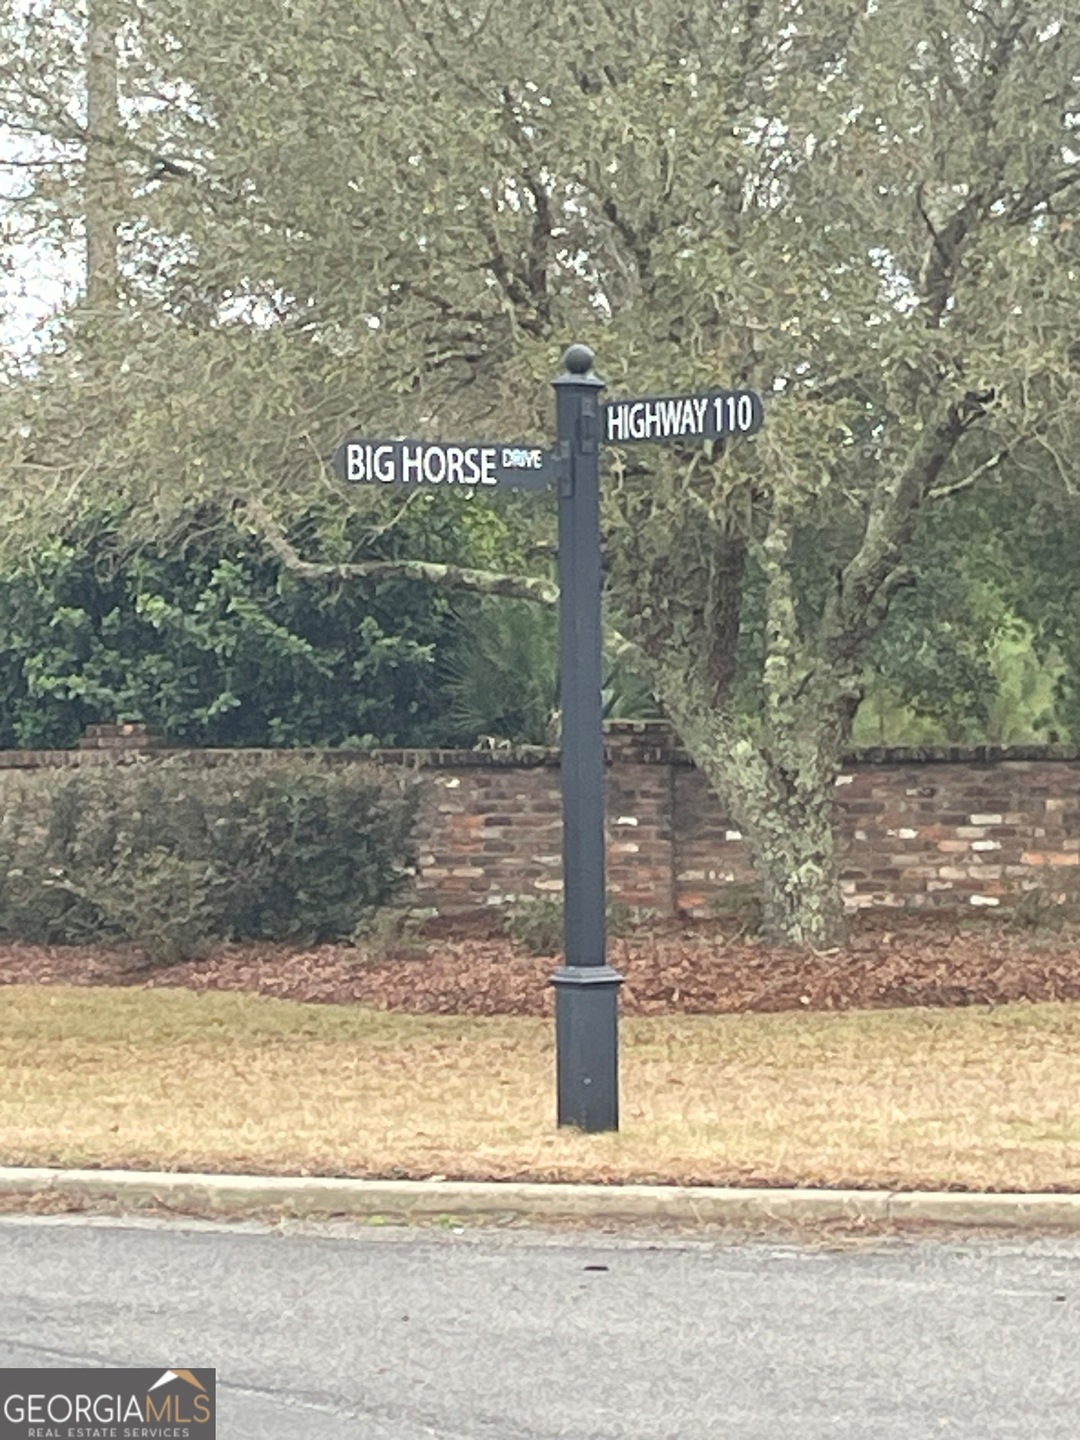 HIGHWAY 110
BIG HORSE DRIVE
GEORGIAMLS
REAL ESTATE SERVICES